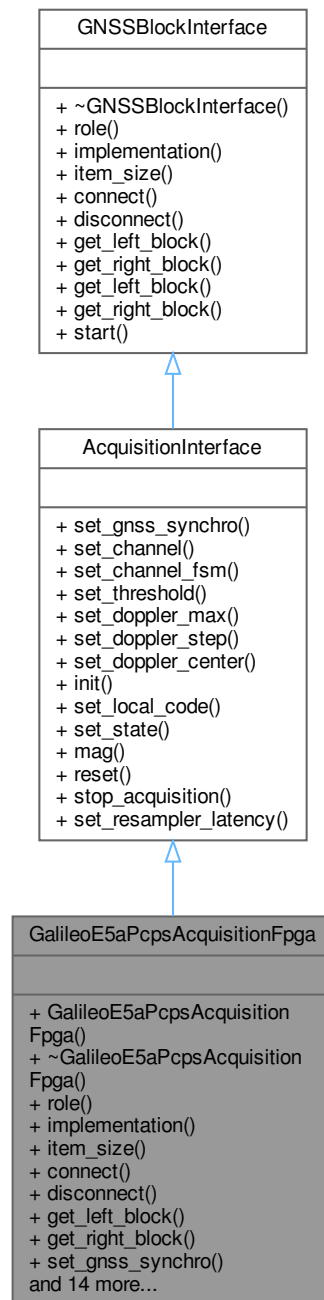 GNSSBlockInterface
+ ~GNSSBlockInterface()
+ role()
+ implementation()
+ item_size()
+ connect()
+ disconnect()
+ get_left_block()
+ get_right_block()
+ get_left_block()
+ get_right_block()
+ start()
AcquisitionInterface
+ set_gnss_synchro()
+ set_channel()
+ set_channel_fsm()
+ set_threshold()
+ set_doppler_max()
+ set_doppler_step()
+ set_doppler_center()
+ init()
+ set_local_code()
+ set_state()
+ mag()
+ reset()
+ stop_acquisition()
+ set_resampler_latency()
GalileoE5aPcpsAcquisitionFpga
+ GalileoE5aPcpsAcquisition
Fpga()
+ ~GalileoE5aPcpsAcquisition
Fpga()
+ role()
+ implementation()
+ item_size()
+ connect()
+ disconnect()
+ get_left_block()
+ get_right_block()
+ set_gnss_synchro()
and 14 more...